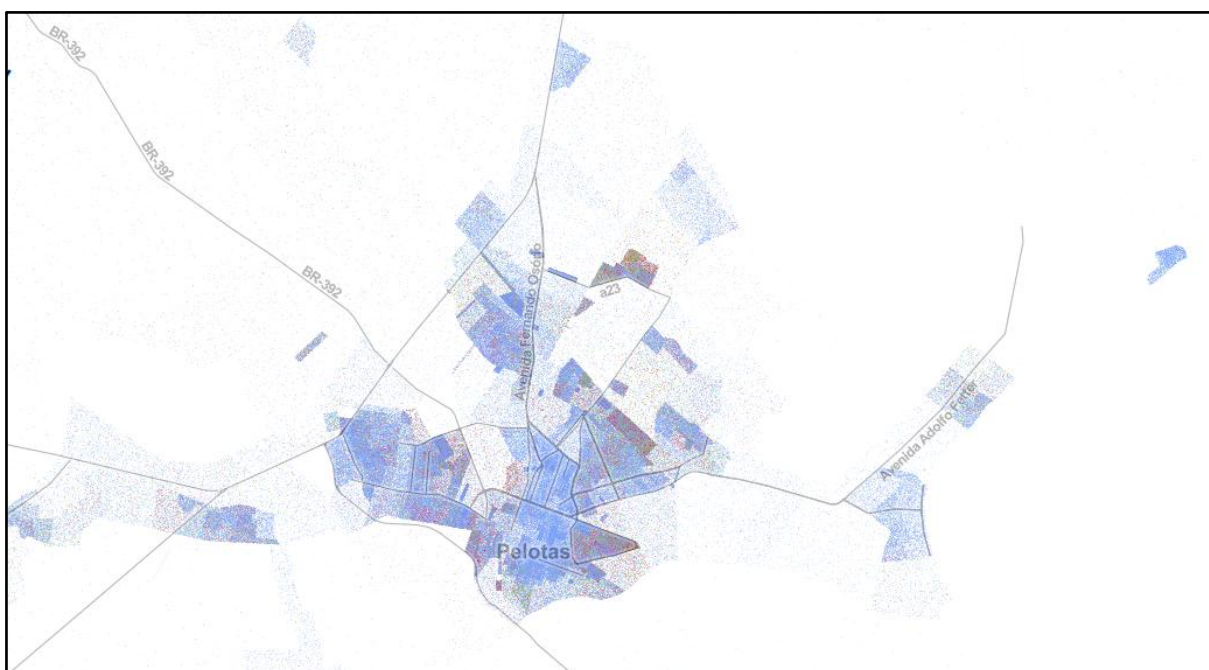 BR-392
BR-392
BR-392
Avenida Fernando Osório
a23
Avenida Adolfo Fetter
Pelotas